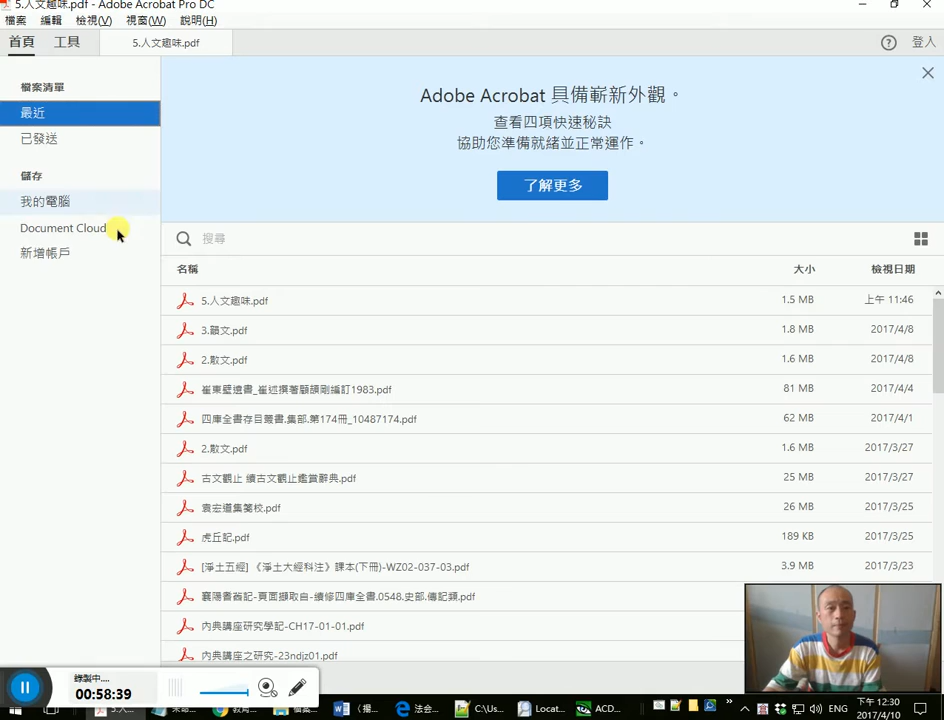 5.人文趣味.pdf - Adobe Acrobat Pro DC
檔案 編輯 檢視(V) 視窗(W) 說明(H)
首頁 工具 5.人文趣味.pdf 登入
檔案清單
最近
已發送
儲存
我的電腦
Document Cloud
新增帳戶
Adobe Acrobat 具備嶄新外觀。
查看四項快速秘訣
協助您準備就緒並正常運作。
了解更多
搜尋
名稱 大小 檢視日期
5.人文趣味.pdf 1.5 MB 上午 11:46
3.韻文.pdf 1.8 MB 2017/4/8
2.散文.pdf 1.6 MB 2017/4/8
崔東壁遺書_崔述撰著顧頡剛編訂1983.pdf 81 MB 2017/4/4
四庫全書存目叢書.集部.第174冊_10487174.pdf 62 MB 2017/4/1
2.散文.pdf 1.6 MB 2017/3/27
古文觀止 續古文觀止鑑賞辭典.pdf 25 MB 2017/3/27
袁宏道集箋校.pdf 26 MB 2017/3/25
虎丘記.pdf 189 KB 2017/3/25
[淨土五經] 《淨土大經科注》課本(下冊)-WZ02-037-03.pdf 3.9 MB 2017/3/23
襄陽耆舊記-頁面擷取自-續修四庫全書.0548.史部.傳記類.pdf
內典講座研究學記-CH17-01-01.pdf
內典講座之研究-23ndjz01.pdf
錄製中....
00:58:39
5.人...
教育...
檔案...
(揚...
法会...
C:\Us...
Locat...
ACD...
ENG
下午 12:30
2017/4/10